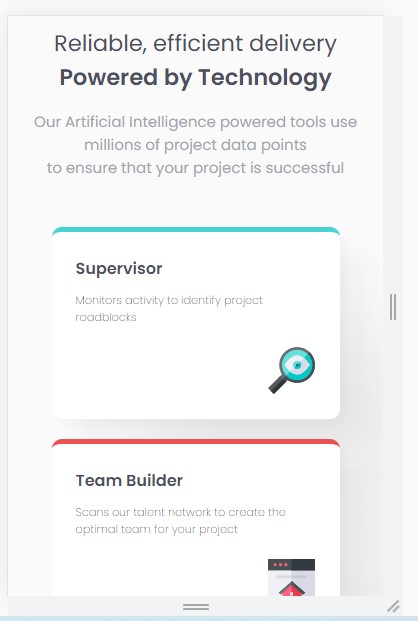 Reliable, efficient delivery
Powered by Technology
Our Artificial Intelligence powered tools use
millions of project data points
to ensure that your project is successful
Supervisor
Monitors activity to identify project
roadblocks
Team Builder
Scans our talent network to create the
optimal team for your project